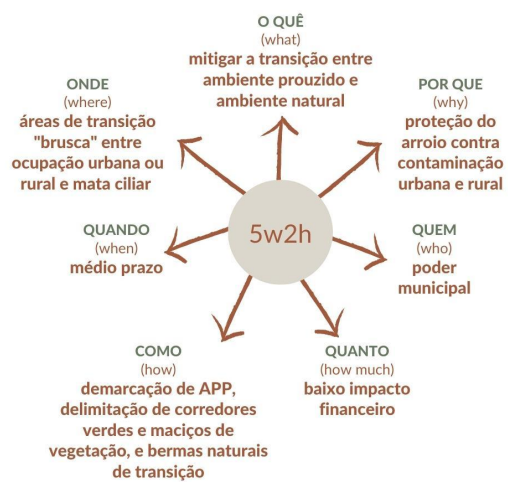 O QUÊ
(what)
mitigar a transição entre
ambiente prouzido e
ambiente natural
ONDE
(where)
áreas de transição
"brusca" entre
ocupação urbana ou
rural e mata ciliar
POR QUE
(why)
proteção do
arroio contra
contaminação
urbana e rural
5w2h
QUANDO
(when)
médio prazo
QUEM
(who)
poder
municipal
COMO
(how)
demarcação de APP,
delimitação de corredores
verdes e maciços de
vegetação, e bermas naturais
de transição
QUANTO
(how much)
baixo impacto
financeiro